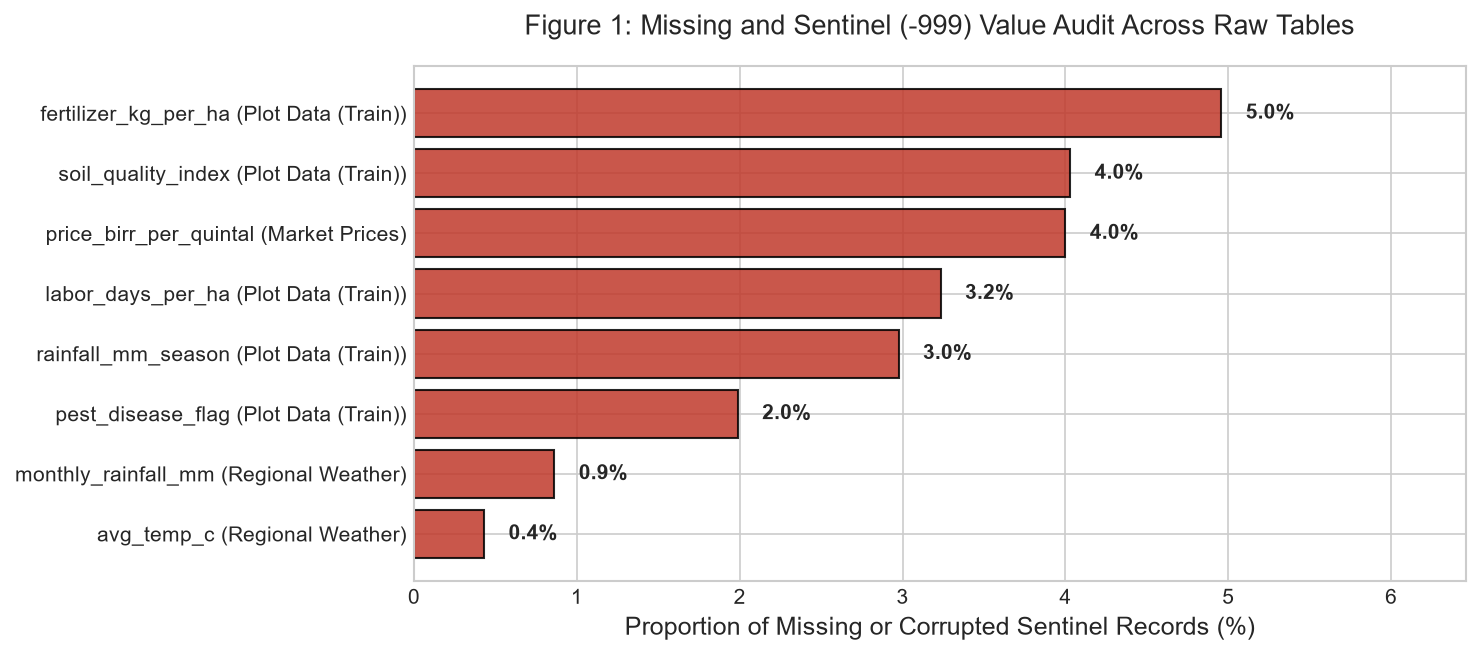 Figure 1: Missing and Sentinel (-999) Value Audit Across Raw Tables
fertilizer_kg_per_ha (Plot Data (Train)) 5.0%
soil_quality_index (Plot Data (Train)) 4.0%
price_birr_per_quintal (Market Prices) 4.0%
labor_days_per_ha (Plot Data (Train)) 3.2%
rainfall_mm_season (Plot Data (Train)) 3.0%
pest_disease_flag (Plot Data (Train)) 2.0%
monthly_rainfall_mm (Regional Weather) 0.9%
avg_temp_c (Regional Weather) 0.4%
0 1 2 3 4 5 6
Proportion of Missing or Corrupted Sentinel Records (%)